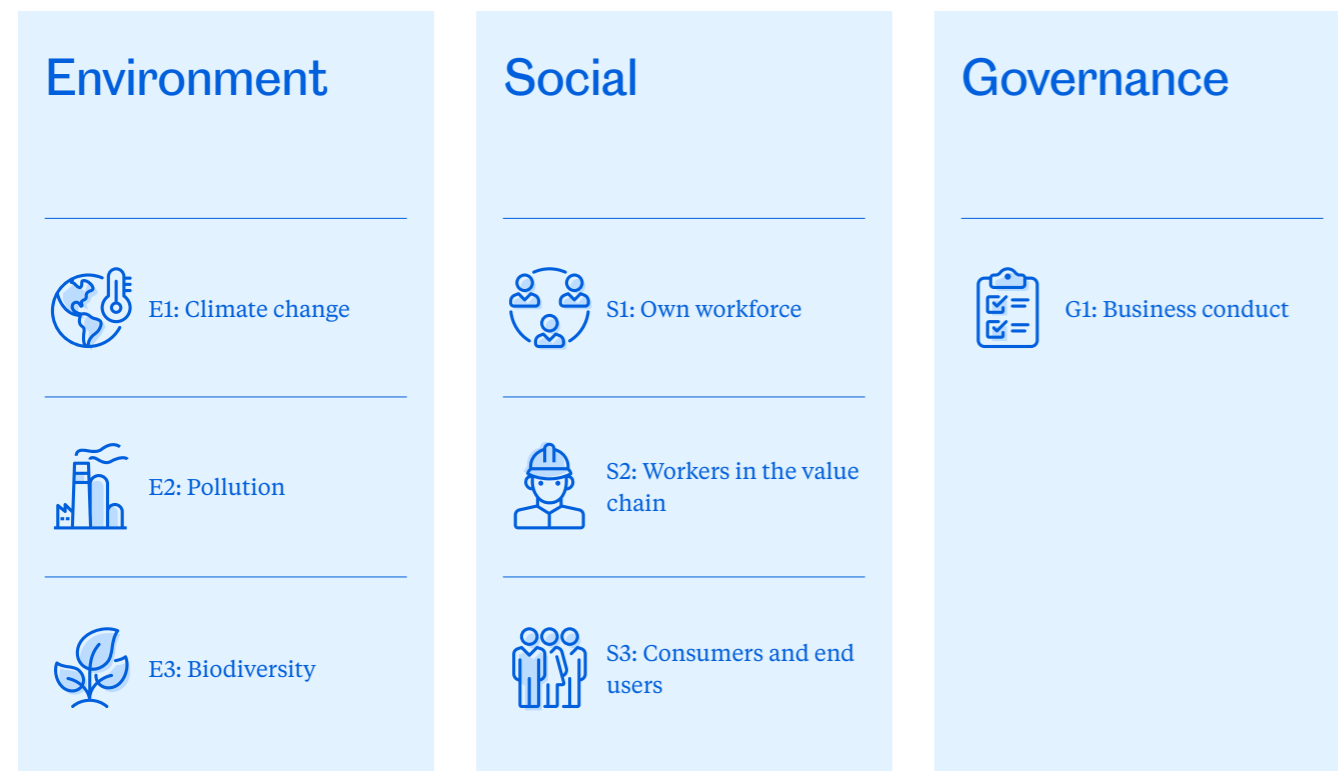 Environment
E1: Climate change
E2: Pollution
E3: Biodiversity
Social
S1: Own workforce
S2: Workers in the value
chain
S3: Consumers and end
users
Governance
G1: Business conduct